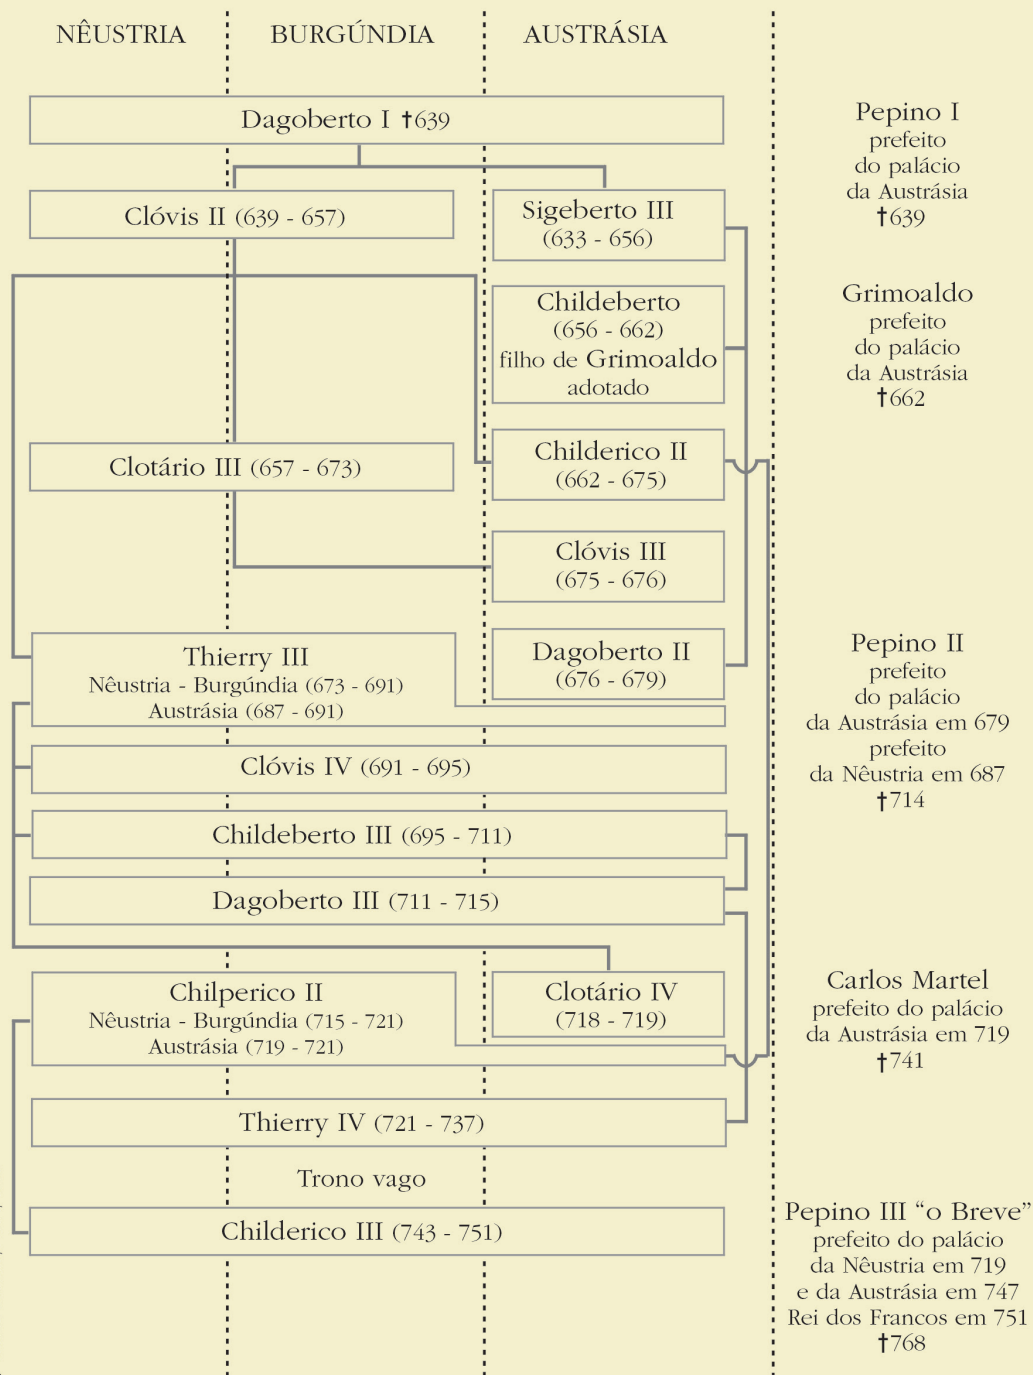 NÊUSTRIA
BURGÚNDIA
AUSTRÁSIA
Dagoberto I †639
Clóvis II (639 - 657)
Sigeberto III
(633 - 656)
Childeberto
(656 - 662)
filho de Grimoaldo
adotado
Clotário III (657 - 673)
Childerico II
(662 - 675)
Clóvis III
(675 - 676)
Thierry III
Nêustria - Burgúndia (673 - 691)
Austrásia (687 - 691)
Dagoberto II
(676 - 679)
Clóvis IV (691 - 695)
Childeberto III (695 - 711)
Dagoberto III (711 - 715)
Chilperico II
Nêustria - Burgúndia (715 - 721)
Austrásia (719 - 721)
Clotário IV
(718 - 719)
Thierry IV (721 - 737)
Trono vago
Childerico III (743 - 751)
Pepino I
prefeito
do palácio
da Austrásia
†639
Grimoaldo
prefeito
do palácio
da Austrásia
†662
Pepino II
prefeito
do palácio
da Austrásia em 679
prefeito
da Nêustria em 687
†714
Carlos Martel
prefeito do palácio
da Austrásia em 719
†741
Pepino III “o Breve”
prefeito do palácio
da Nêustria em 719
e da Austrásia em 747
Rei dos Francos em 751
†768